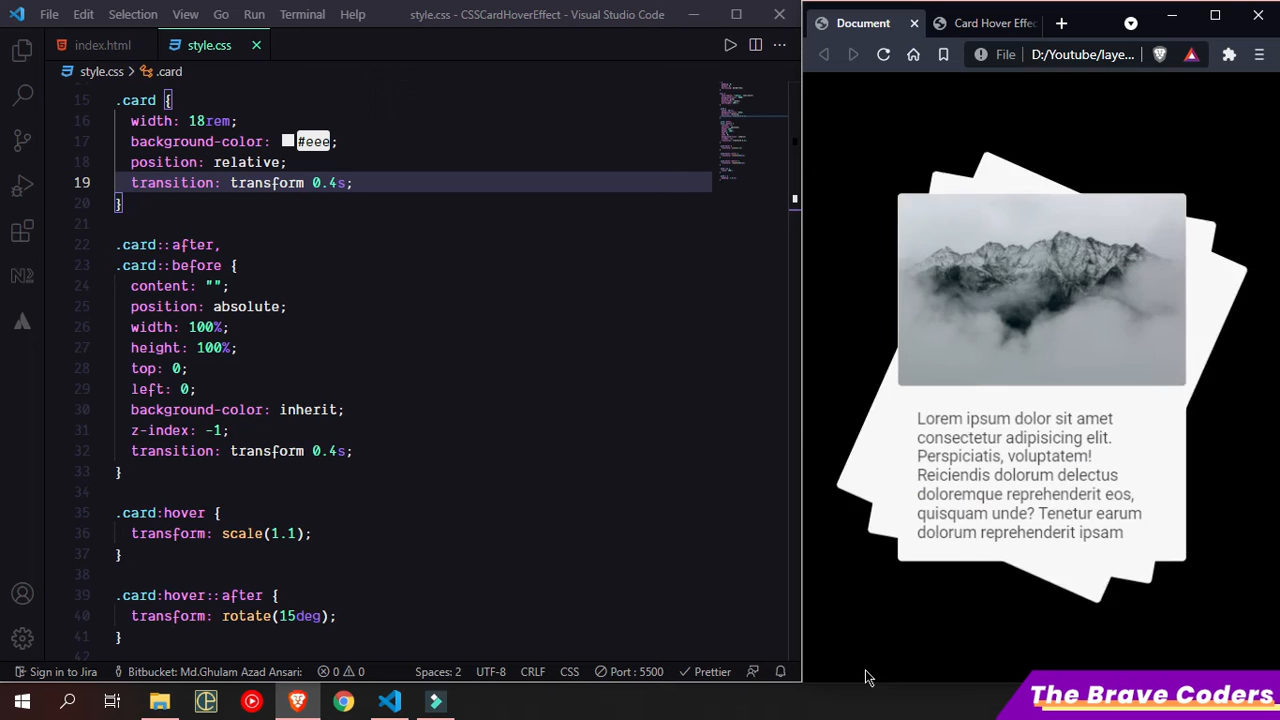 File Edit Selection View Go Run Terminal Help style.css - CSSCardHoverEffect - Visual Studio Code
index.html style.css
style.css > .card
15 .card {
16 width: 18rem;
17 background-color: #eee;
18 position: relative;
19 transition: transform 0.4s;
20 }
21
22 .card::after,
23 .card::before {
24 content: "";
25 position: absolute;
26 width: 100%;
27 height: 100%;
28 top: 0;
29 left: 0;
30 background-color: inherit;
31 z-index: -1;
32 transition: transform 0.4s;
33 }
34
35 .card:hover {
36 transform: scale(1.1);
37 }
38
39 .card:hover::after {
40 transform: rotate(15deg);
41 }
42
Sign in to Jira Bitbucket: Md.Ghulam Azad Ansari: 0 0 Spaces: 2 UTF-8 CRLF CSS Port : 5500 Prettier
Document Card Hover Effec
File D:/Youtube/laye...
Lorem ipsum dolor sit amet
consectetur adipisicing elit.
Perspiciatis, voluptatem!
Reiciendis dolorum delectus
doloremque reprehenderit eos,
quisquam unde? Tenetur earum
dolorum reprehenderit ipsam
The Brave Coders